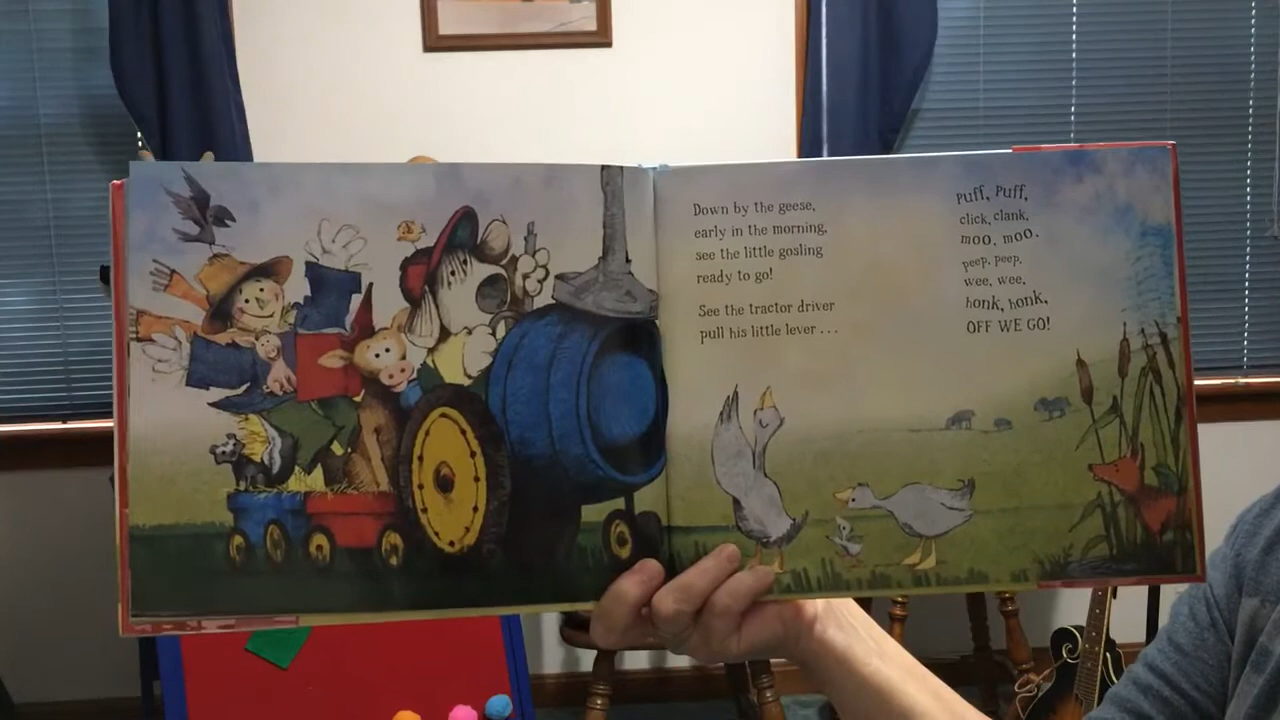 Down by the geese,
early in the morning,
see the little gosling
ready to go!
See the tractor driver
pull his little lever . . .
Puff, Puff,
click, clank,
moo, moo.
peep, peep,
wee, wee,
honk, honk,
OFF WE GO!